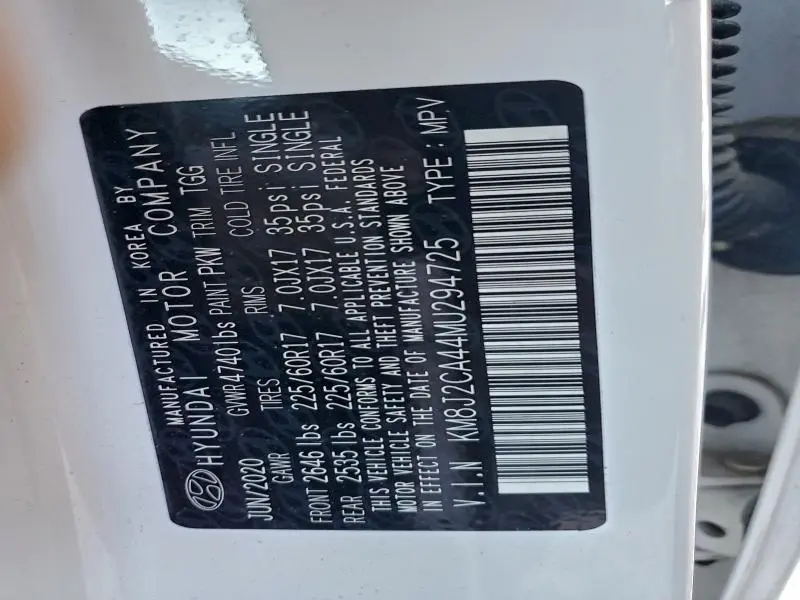 MANUFACTURED IN KOREA BY
HYUNDAI MOTOR COMPANY
JUN/2020 GVWR4740lbs PAINT PKW TRIM TGG
GAWR TIRES RIMS COLD TIRE INFL.
FRONT 2646 lbs 225/60R17 7.0JX17 35psi SINGLE
REAR 2535 lbs 225/60R17 7.0JX17 35psi SINGLE
THIS VEHICLE CONFORMS TO ALL APPLICABLE U.S.A. FEDERAL
MOTOR VEHICLE SAFETY AND THEFT PREVENTION STANDARDS
IN EFFECT ON THE DATE OF MANUFACTURE SHOWN ABOVE
V.I.N KM8J2CA44MU294725 TYPE : MPV